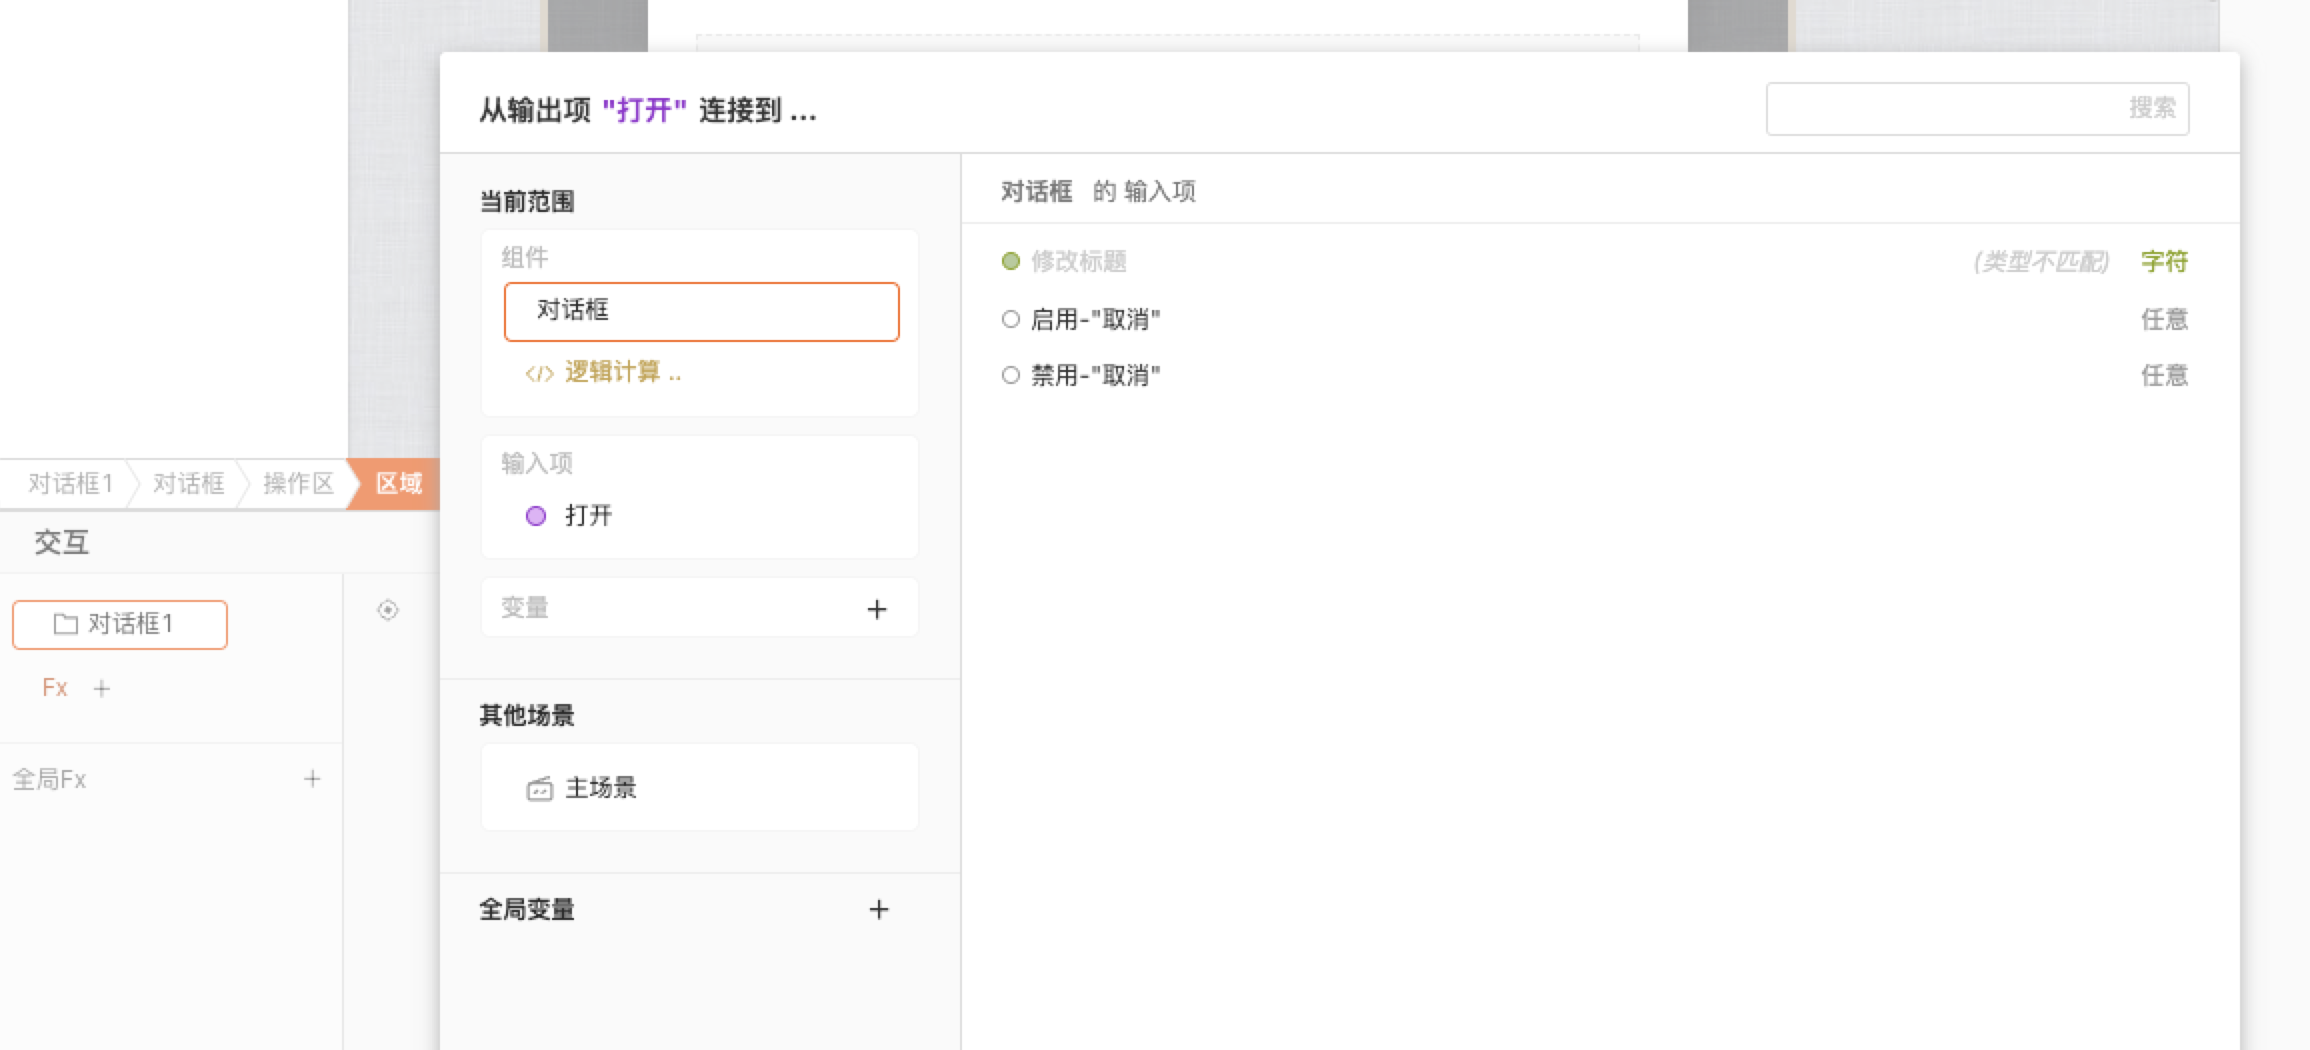 从输出项 "打开" 连接到 ...
搜索
当前范围
组件
对话框
</> 逻辑计算 ..
输入项
打开
变量 +
其他场景
主场景
全局变量 +
对话框 的 输入项
修改标题 (类型不匹配) 字符
启用-"取消" 任意
禁用-"取消" 任意
对话框1 对话框 操作区 区域
交互
对话框1
Fx +
全局Fx +